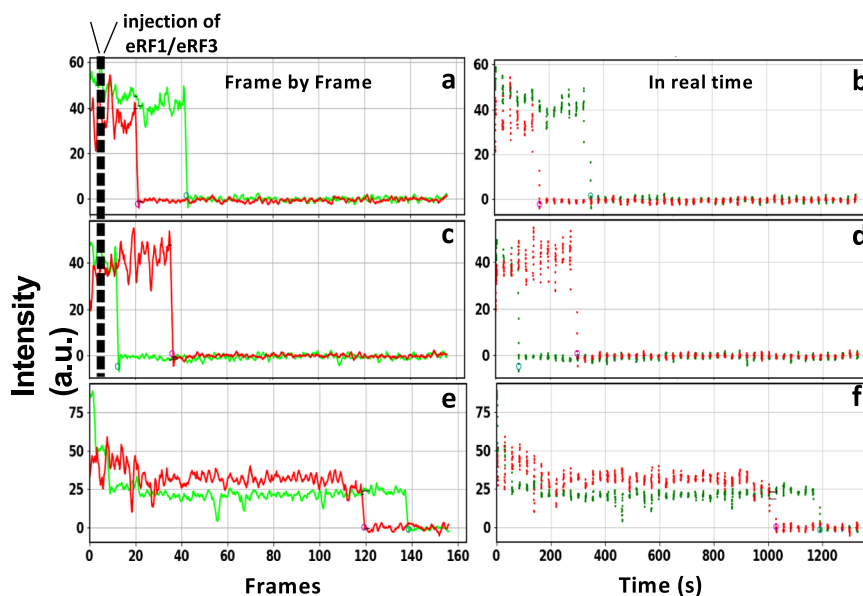 injection of
eRF1/eRF3
Frame by Frame
a
In real time
b
60
40
20
0
60
40
20
0
c
d
40
20
0
40
20
0
e
f
75
50
25
0
75
50
25
0
0 20 40 60 80 100 120 140 160
0 200 400 600 800 1000 1200
Intensity
(a.u.)
Frames
Time (s)